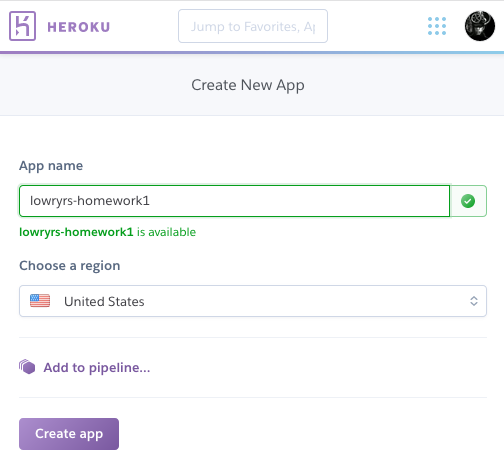 HEROKU
Jump to Favorites, Ap
Create New App
App name
lowryrs-homework1
lowryrs-homework1 is available
Choose a region
United States
Add to pipeline...
Create app